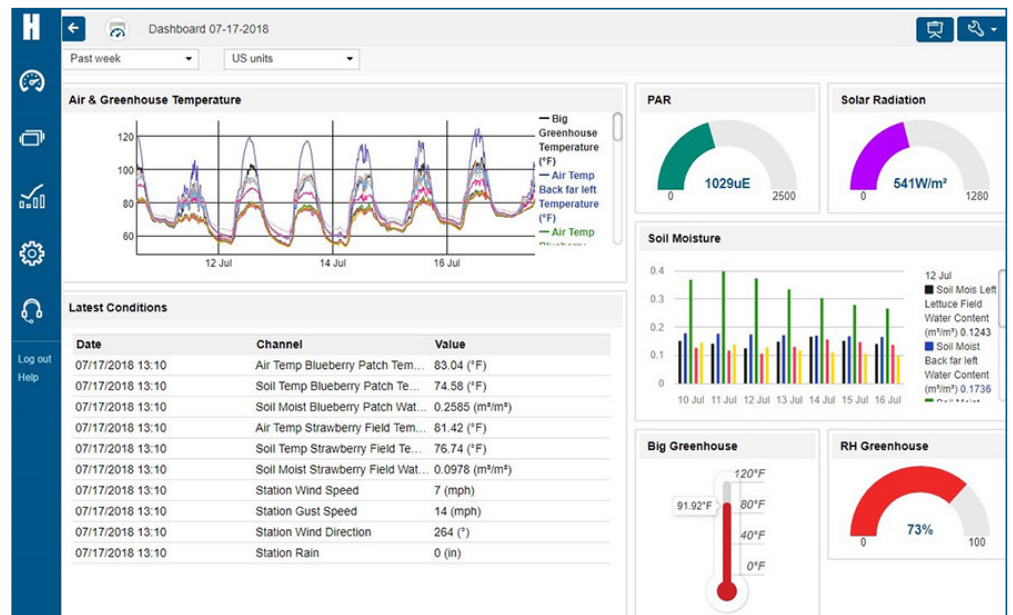 H
Dashboard 07-17-2018
Past week
US units
Log out
Help
Air & Greenhouse Temperature
120
100
80
60
12 Jul
14 Jul
16 Jul
Big
Greenhouse
Temperature
(°F)
Air Temp
Back far left
Temperature
(°F)
Air Temp
Latest Conditions
Date Channel Value
07/17/2018 13:10 Air Temp Blueberry Patch Tem... 83.04 (°F)
07/17/2018 13:10 Soil Temp Blueberry Patch Te... 74.58 (°F)
07/17/2018 13:10 Soil Moist Blueberry Patch Wat... 0.2585 (m³/m³)
07/17/2018 13:10 Air Temp Strawberry Field Tem... 81.42 (°F)
07/17/2018 13:10 Soil Temp Strawberry Field Te... 76.74 (°F)
07/17/2018 13:10 Soil Moist Strawberry Field Wat... 0.0978 (m³/m³)
07/17/2018 13:10 Station Wind Speed 7 (mph)
07/17/2018 13:10 Station Gust Speed 14 (mph)
07/17/2018 13:10 Station Wind Direction 264 (°)
07/17/2018 13:10 Station Rain 0 (in)
PAR
1029uE
0 2500
Solar Radiation
541W/m²
0 1280
Soil Moisture
0.4
0.3
0.2
0.1
0
10 Jul 11 Jul 12 Jul 13 Jul 14 Jul 15 Jul 16 Jul
12 Jul
Soil Mois Left
Lettuce Field
Water Content
(m³/m³) 0.1243
Soil Moist
Back far left
Water Content
(m³/m³) 0.1736
Big Greenhouse
120°F
91.92°F
80°F
40°F
0°F
RH Greenhouse
73%
0 100